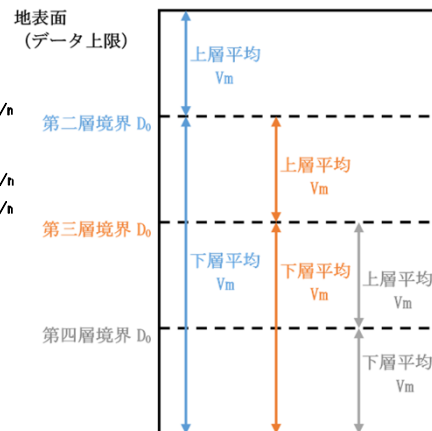 地表面
（データ上限）
上層平均
Vm
/m
第二層境界 D₀
上層平均
Vm
/m
/m
第三層境界 D₀
下層平均
Vm
下層平均
Vm
上層平均
Vm
第四層境界 D₀
下層平均
Vm